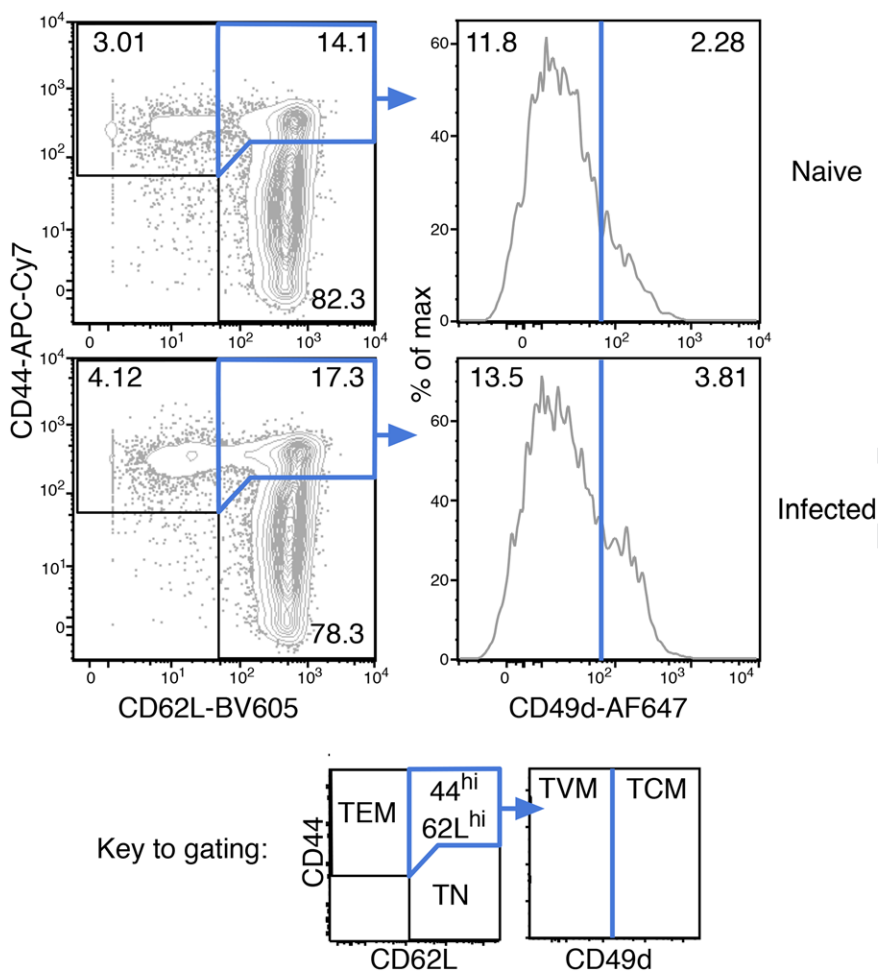 3.01 14.1
10^4
10^3
10^2
10^1
0
82.3
0 10^1 10^2 10^3 10^4
11.8 2.28
60
40
20
0
0 10^2 10^3 10^4
Naive
CD44-APC-Cy7
% of max
4.12 17.3
10^4
10^3
10^2
10^1
0
78.3
0 10^1 10^2 10^3 10^4
13.5 3.81
60
40
20
0
0 10^2 10^3 10^4
Infected
CD62L-BV605
CD49d-AF647
Key to gating:
CD44
TEM
44^hi
62L^hi
TN
CD62L
TVM TCM
CD49d